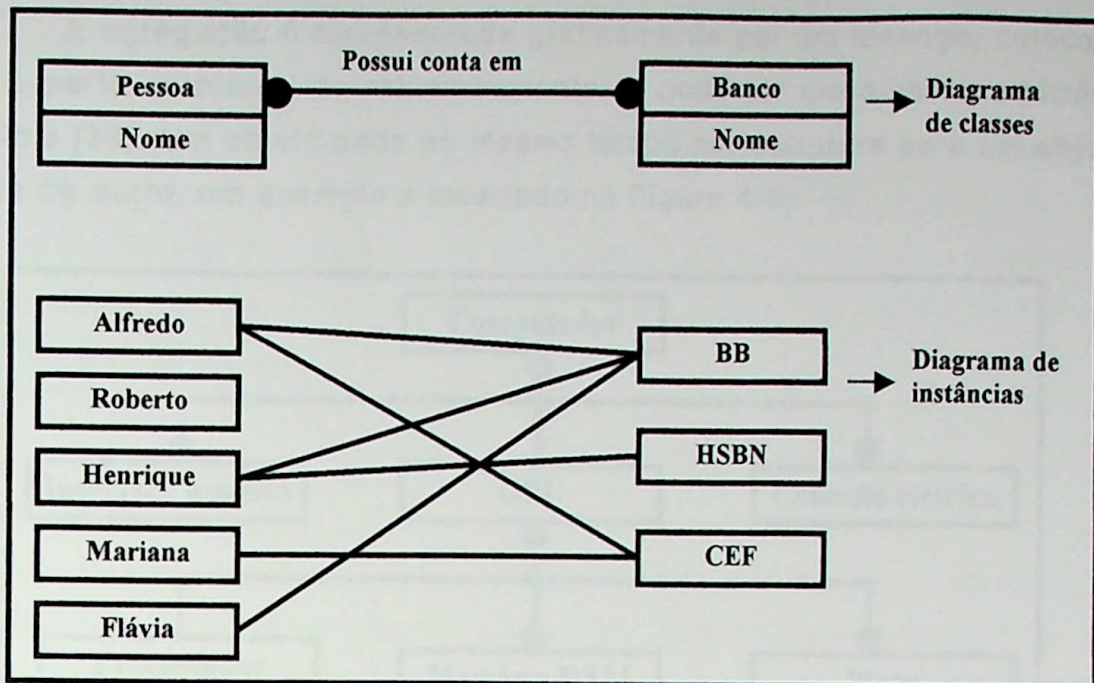 Possui conta em
Pessoa
Nome
Banco
Nome
Diagrama
de classes
Alfredo
Roberto
Henrique
Mariana
Flávia
BB
HSBN
CEF
Diagrama de
instâncias